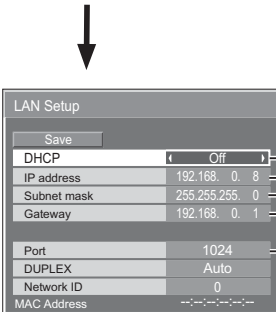 LAN Setup
Save
DHCP Off
IP address 192.168. 0. 8
Subnet mask 255.255.255. 0
Gateway 192.168. 0. 1
Port 1024
DUPLEX Auto
Network ID 0
MAC Address --:--:--:--:--:--